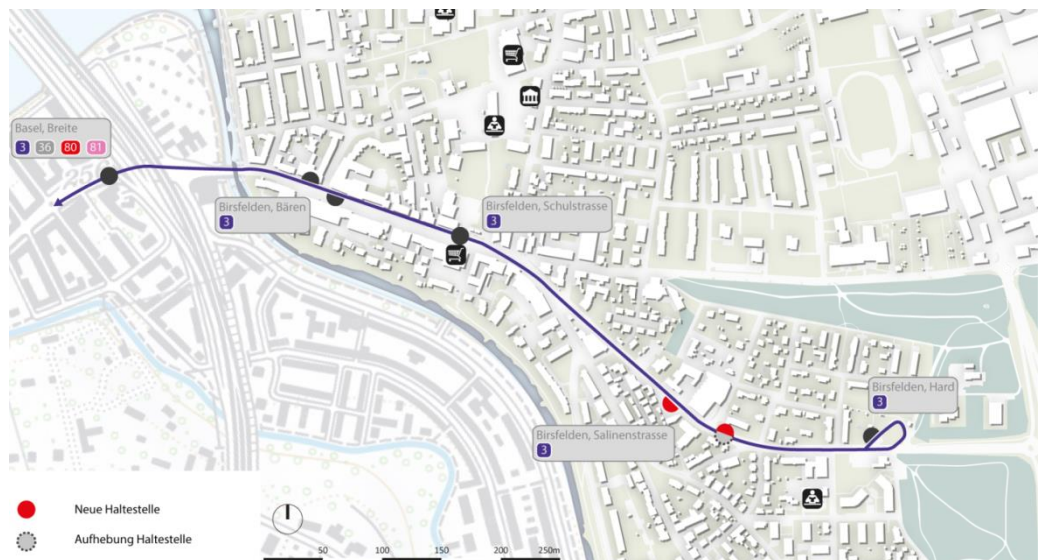 Basel, Breite
3 36 80 81
25
Birsfelden, Bären
3
Birsfelden, Schulstrasse
3
Birsfelden, Hard
3
Birsfelden, Salinenstrasse
3
Neue Haltestelle
Aufhebung Haltestelle
50 100 150 200 250m